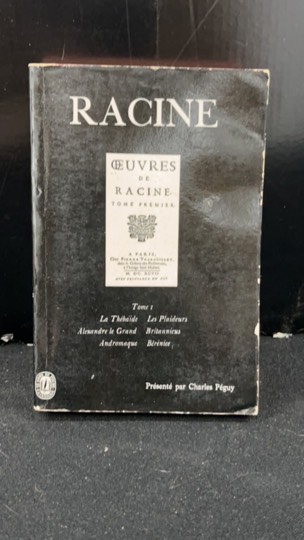 RACINE
ŒUVRES
DE
RACINE
TOME PREMIER
A PARIS,
M. DC. XCVII
Tome 1
La Thébaïde Les Plaideurs
Alexandre le Grand Britannicus
Andromaque Bérénice
Présenté par Charles Péguy